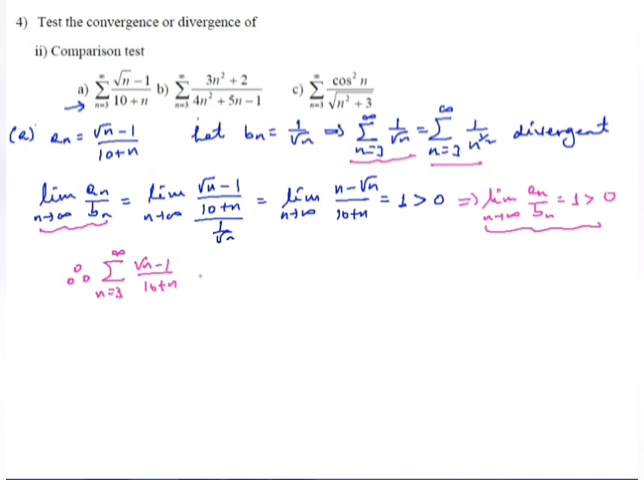 4) Test the convergence or divergence of
ii) Comparison test
a) ∑_{n=3}^{∞} (√n − 1)/(10 + n) b) ∑_{n=3}^{∞} (3n² + 2)/(4n² + 5n − 1) c) ∑_{n=3}^{∞} (cos² n)/(√(n² + 3))
(a) aₙ = (√n − 1)/(10+n) Let bₙ = 1/√n ⇒ ∑_{n=3}^{∞} 1/√n = ∑_{n=3}^{∞} 1/n^{1/2} divergent
lim_{n→∞} aₙ/bₙ = lim_{n→∞} ((√n − 1)/(10+n))/(1/√n) = lim_{n→∞} (n − √n)/(10+n) = 1 > 0 ⇒ lim_{n→∞} aₙ/bₙ = 1 > 0
∴ ∑_{n=3}^{∞} (√n − 1)/(10+n)